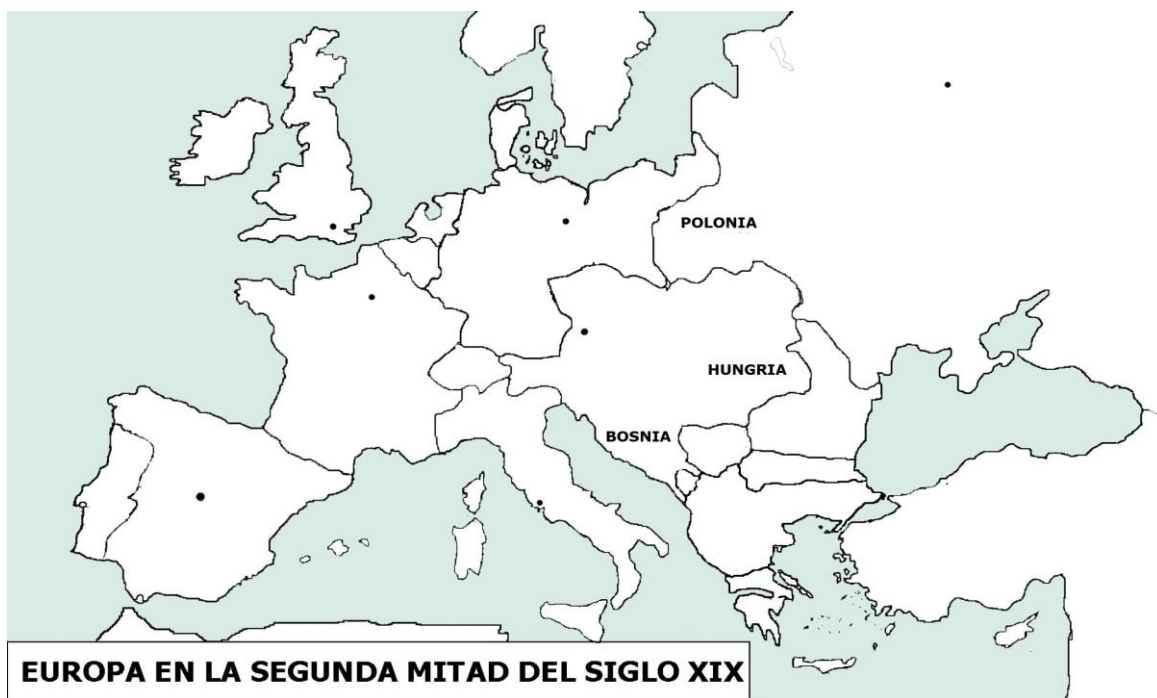 POLONIA
HUNGRIA
BOSNIA
EUROPA EN LA SEGUNDA MITAD DEL SIGLO XIX